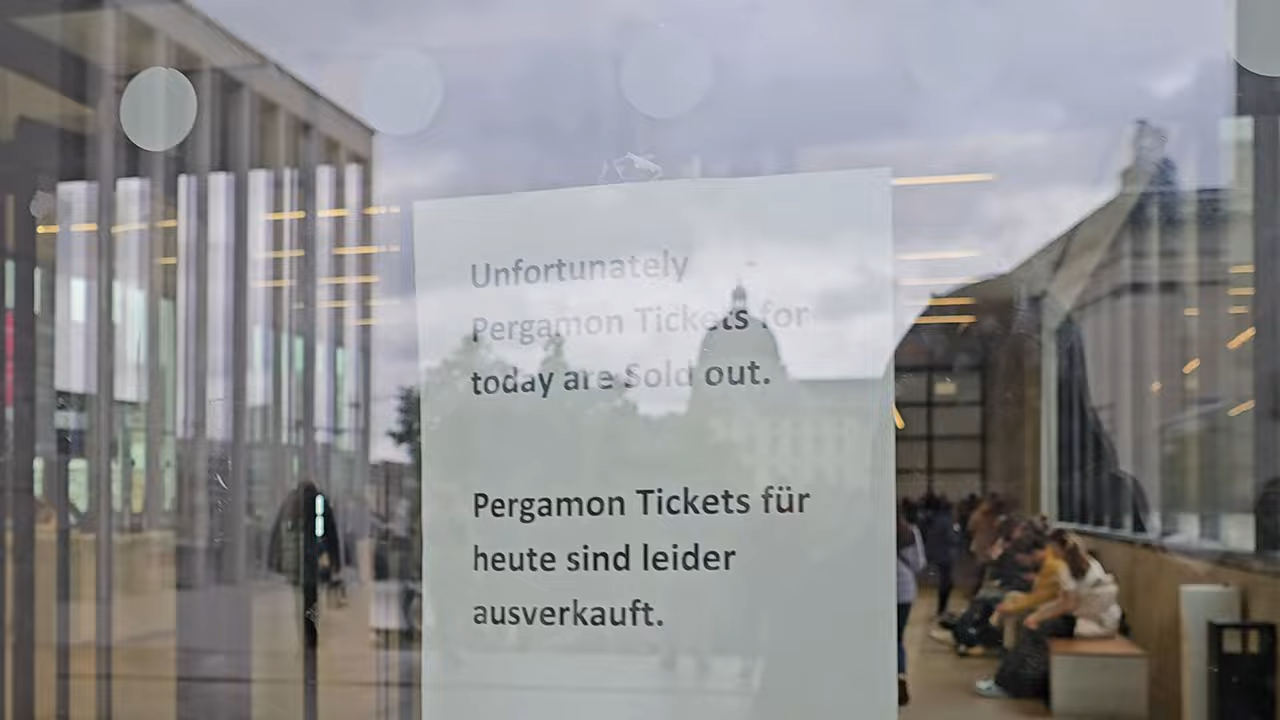 Unfortunately
Pergamon Tickets for
today are Sold out.
Pergamon Tickets für
heute sind leider
ausverkauft.